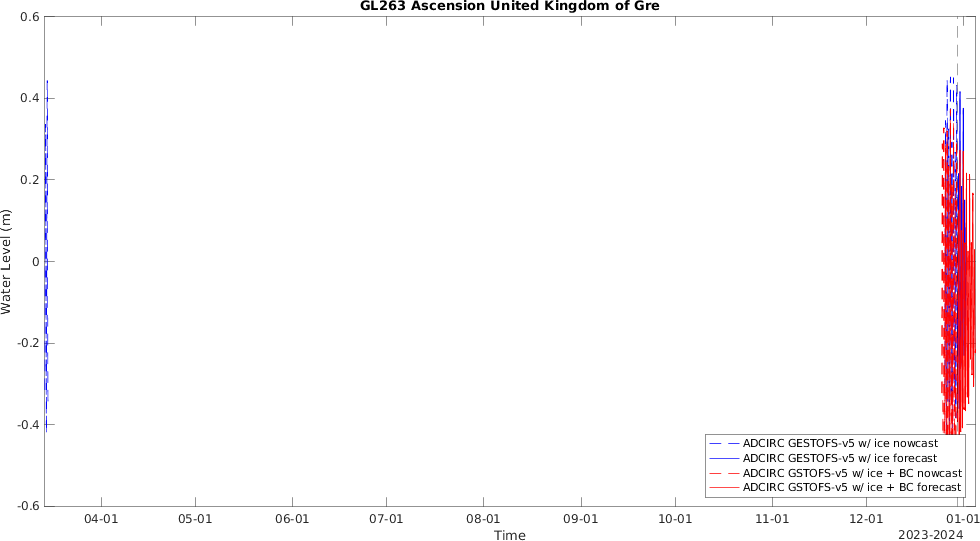 GL263 Ascension United Kingdom of Gre
0.6
0.4
0.2
0
-0.2
-0.4
-0.6
Water Level (m)
04-01 05-01 06-01 07-01 08-01 09-01 10-01 11-01 12-01 01-01
Time
2023-2024
ADCIRC GESTOFS-v5 w/ ice nowcast
ADCIRC GESTOFS-v5 w/ ice forecast
ADCIRC GSTOFS-v5 w/ ice + BC nowcast
ADCIRC GSTOFS-v5 w/ ice + BC forecast